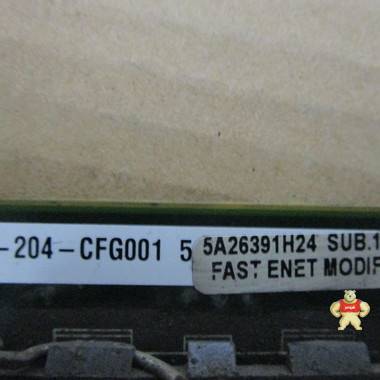 -204-CFG001 5
5A26391H24 SUB.1
FAST ENET MODIF